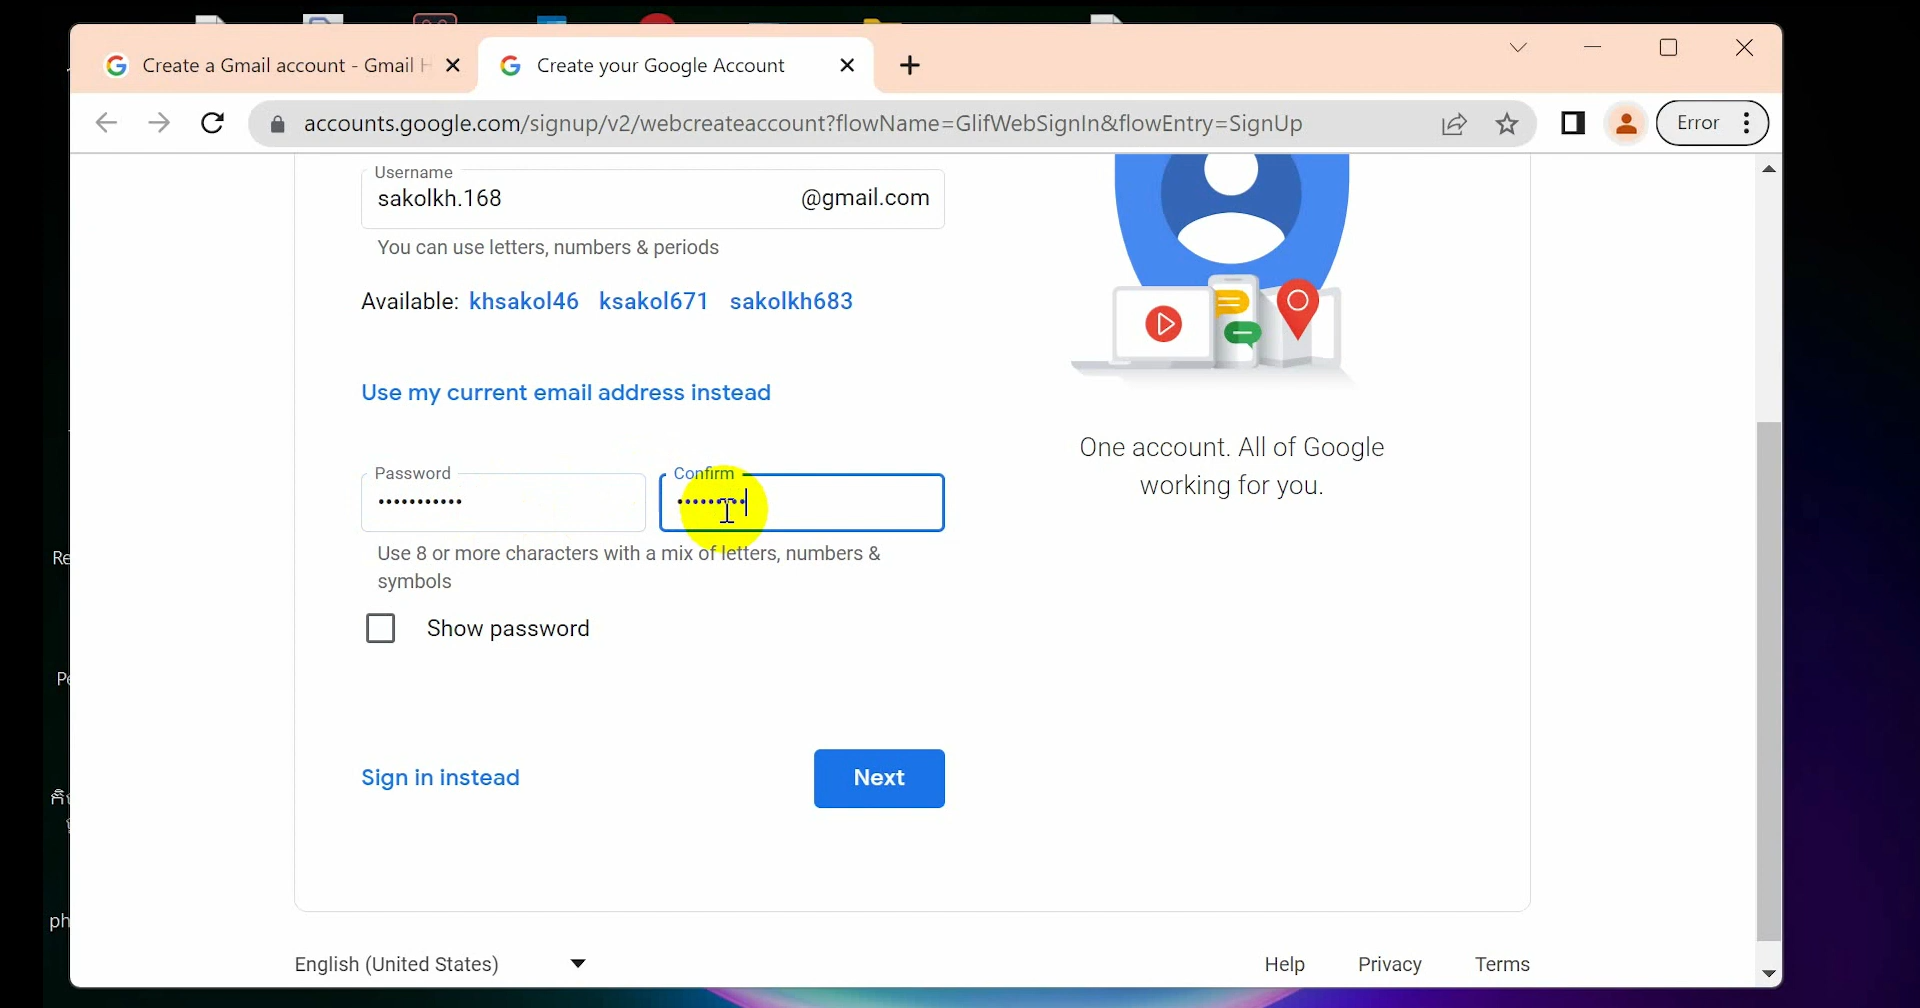 Create a Gmail account - Gmail H
Create your Google Account
accounts.google.com/signup/v2/webcreateaccount?flowName=GlifWebSignIn&flowEntry=SignUp
Error
Username
sakolkh.168 @gmail.com
You can use letters, numbers & periods
Available: khsakol46 ksakol671 sakolkh683
Use my current email address instead
One account. All of Google
working for you.
Password
Confirm
•••••••••••
•••••••••
Use 8 or more characters with a mix of letters, numbers &
symbols
Show password
Sign in instead
Next
English (United States)
Help Privacy Terms
Re
Pe
ph